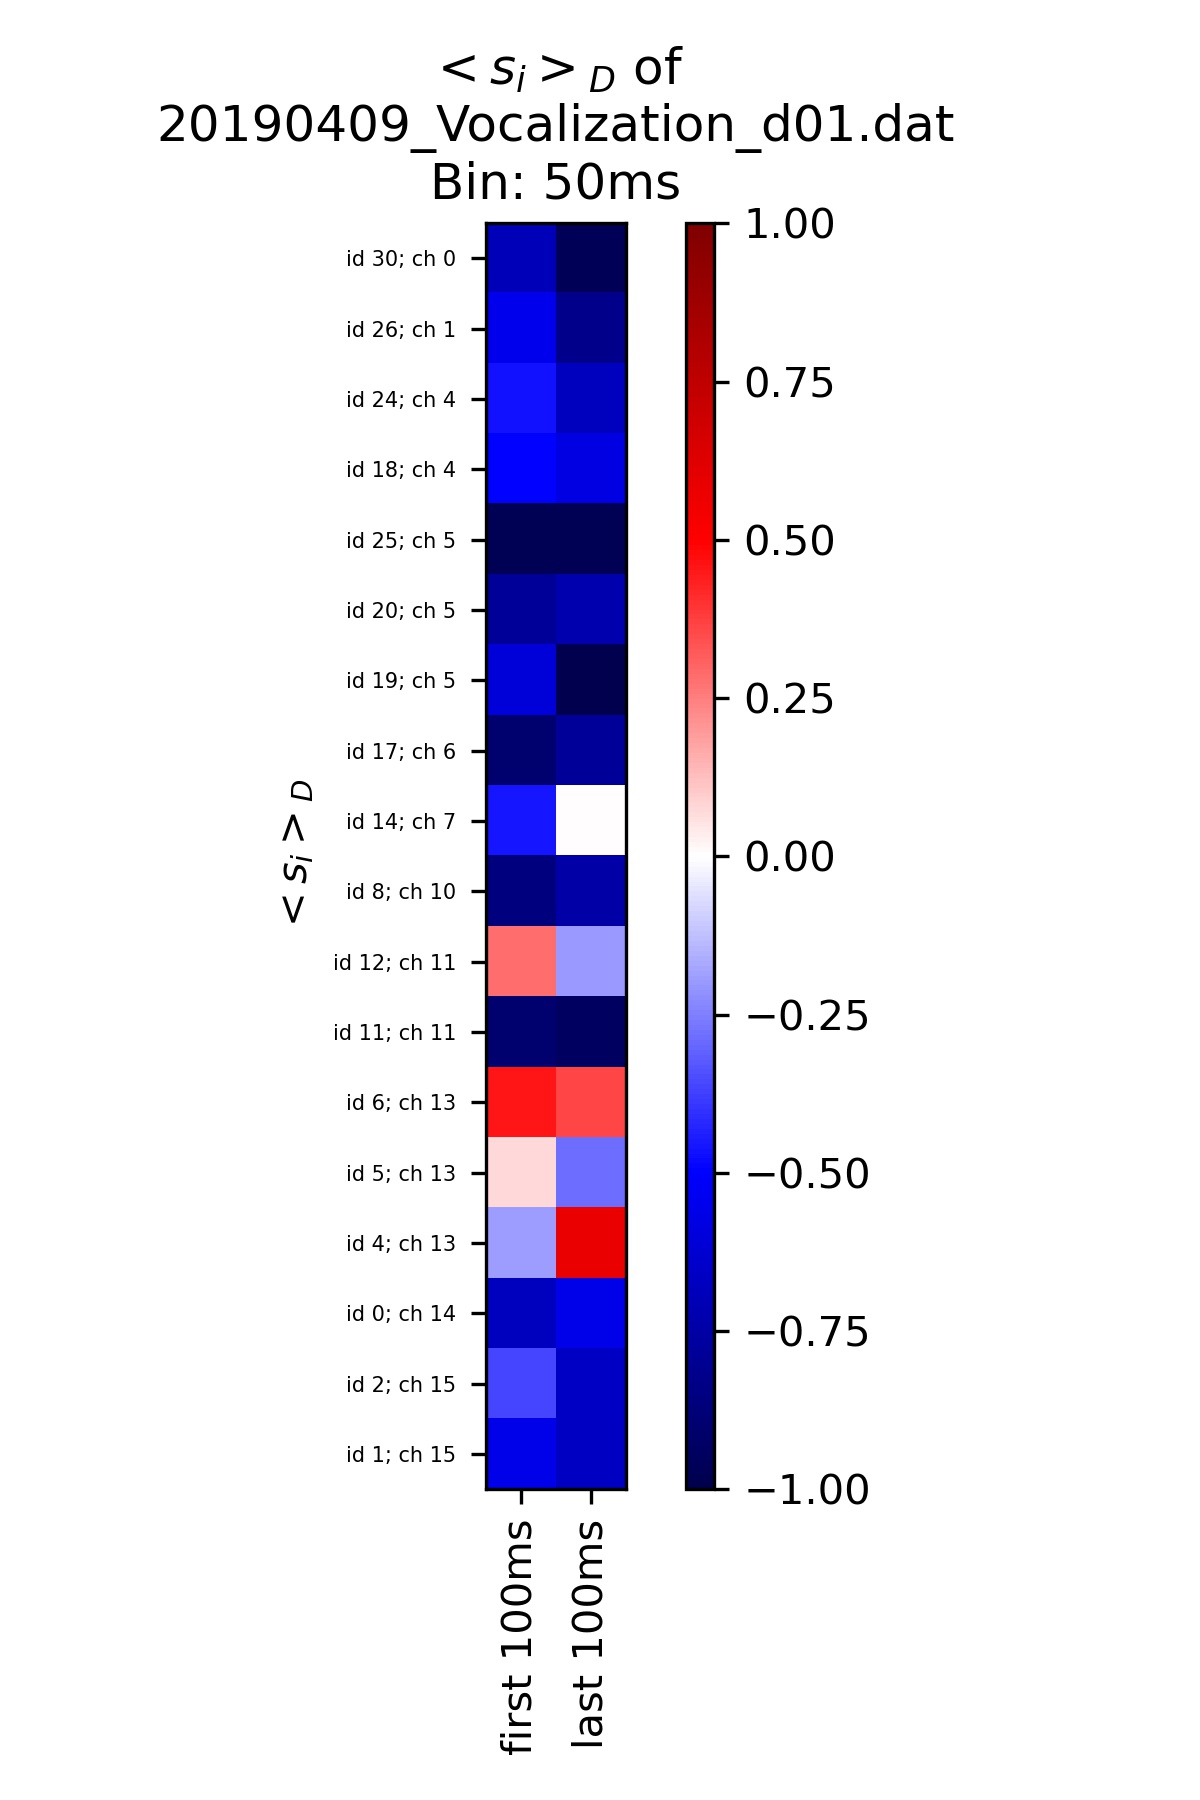 < s_i >_D of
20190409_Vocalization_d01.dat
Bin: 50ms
< s_i >_D
id 30; ch 0
id 26; ch 1
id 24; ch 4
id 18; ch 4
id 25; ch 5
id 20; ch 5
id 19; ch 5
id 17; ch 6
id 14; ch 7
id 8; ch 10
id 12; ch 11
id 11; ch 11
id 6; ch 13
id 5; ch 13
id 4; ch 13
id 0; ch 14
id 2; ch 15
id 1; ch 15
first 100ms
last 100ms
1.00
0.75
0.50
0.25
0.00
−0.25
−0.50
−0.75
−1.00